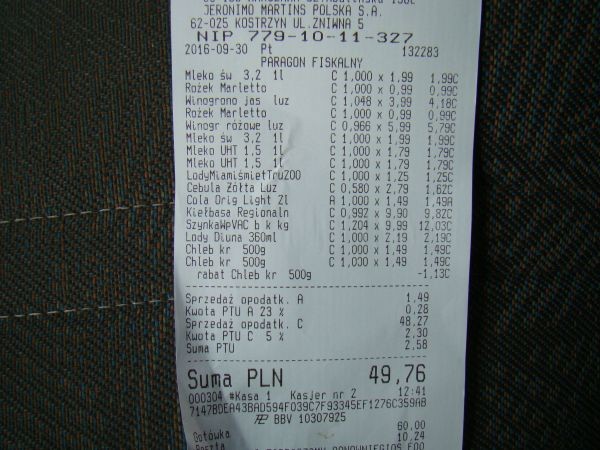 JERONIMO MARTINS POLSKA S.A.
62-025 KOSTRZYN UL.ŻNIWNA 5
NIP 779-10-11-327
2016-09-30 Pt 132283
PARAGON FISKALNY
Mleko św 3,2 1l C 1,000 x 1,99 1,99C
Rożek Marletto C 1,000 x 0,99 0,99C
Winogrono jas luz C 1,048 x 3,99 4,18C
Rożek Marletto C 1,000 x 0,99 0,99C
Winogr różowe luz C 0,966 x 5,99 5,79C
Mleko św 3,2 1l C 1,000 x 1,99 1,99C
Mleko UHT 1,5 1l C 1,000 x 1,79 1,79C
Mleko UHT 1,5 1l C 1,000 x 1,79 1,79C
LodyMiamiśmietTruZOO C 1,000 x 1,25 1,25C
Cebula Żółta Luz C 0,580 x 2,79 1,62C
Cola Orig Light 2l A 1,000 x 1,49 1,49A
Kiełbasa Regionaln C 0,992 x 9,90 9,82C
SzynkaWpVAC b k kg C 1,204 x 9,99 12,03C
Lody Diuna 360ml C 1,000 x 2,19 2,19C
Chleb kr 500g C 1,000 x 1,49 1,49C
Chleb kr 500g C 1,000 x 1,49 1,49C
rabat Chleb kr 500g -1,13C
Sprzedaż opodatk. A 1,49
Kwota PTU A 23 % 0,28
Sprzedaż opodatk. C 48,27
Kwota PTU C 5 % 2,30
Suma PTU 2,58
Suma PLN 49,76
000304 #Kasa 1 Kasjer nr 2 12:41
7147BDEA43BAD594F039C7F93345EF1276C359AB
BBV 10307925
Gotówka 60,00
Reszta 10,24